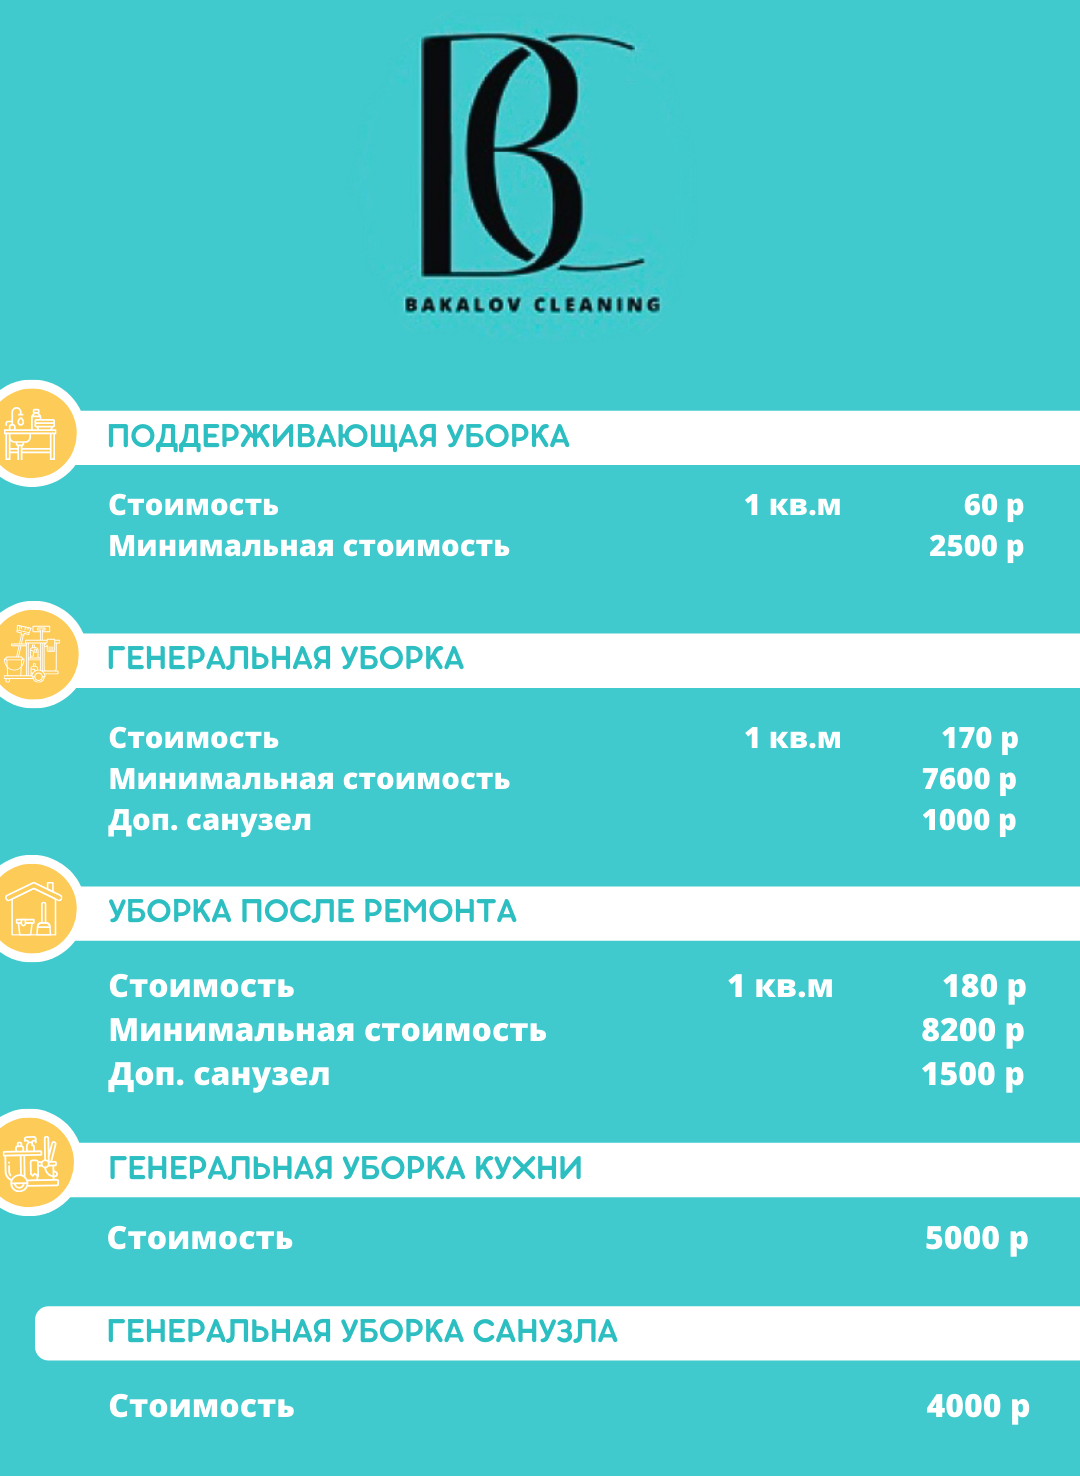 BC
BAKALOV CLEANING
ПОДДЕРЖИВАЮЩАЯ УБОРКА
Стоимость 1 кв.м 60 р
Минимальная стоимость 2500 р
ГЕНЕРАЛЬНАЯ УБОРКА
Стоимость 1 кв.м 170 р
Минимальная стоимость 7600 р
Доп. санузел 1000 р
УБОРКА ПОСЛЕ РЕМОНТА
Стоимость 1 кв.м 180 р
Минимальная стоимость 8200 р
Доп. санузел 1500 р
ГЕНЕРАЛЬНАЯ УБОРКА КУХНИ
Стоимость 5000 р
ГЕНЕРАЛЬНАЯ УБОРКА САНУЗЛА
Стоимость 4000 р